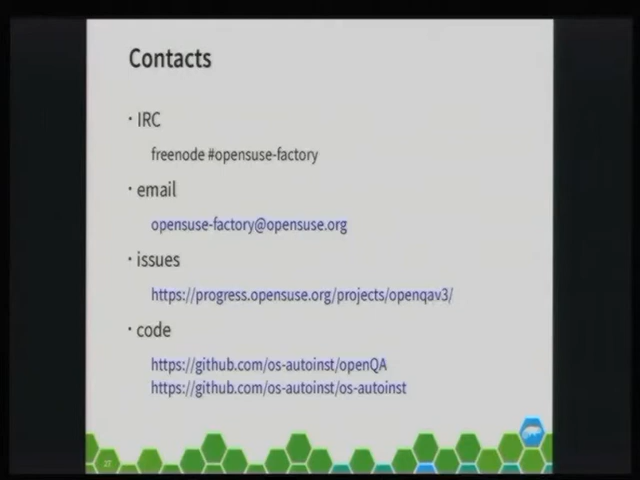 Contacts
· IRC
freenode #opensuse-factory
· email
opensuse-factory@opensuse.org
· issues
https://progress.opensuse.org/projects/openqav3/
· code
https://github.com/os-autoinst/openQA
https://github.com/os-autoinst/os-autoinst
27